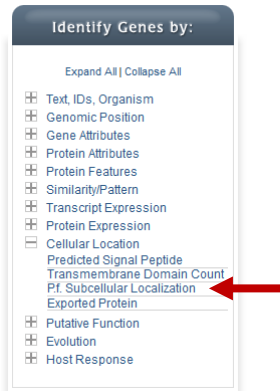 Identify Genes by:
Expand All | Collapse All
Text, IDs, Organism
Genomic Position
Gene Attributes
Protein Attributes
Protein Features
Similarity/Pattern
Transcript Expression
Protein Expression
Cellular Location
Predicted Signal Peptide
Transmembrane Domain Count
P.f. Subcellular Localization
Exported Protein
Putative Function
Evolution
Host Response